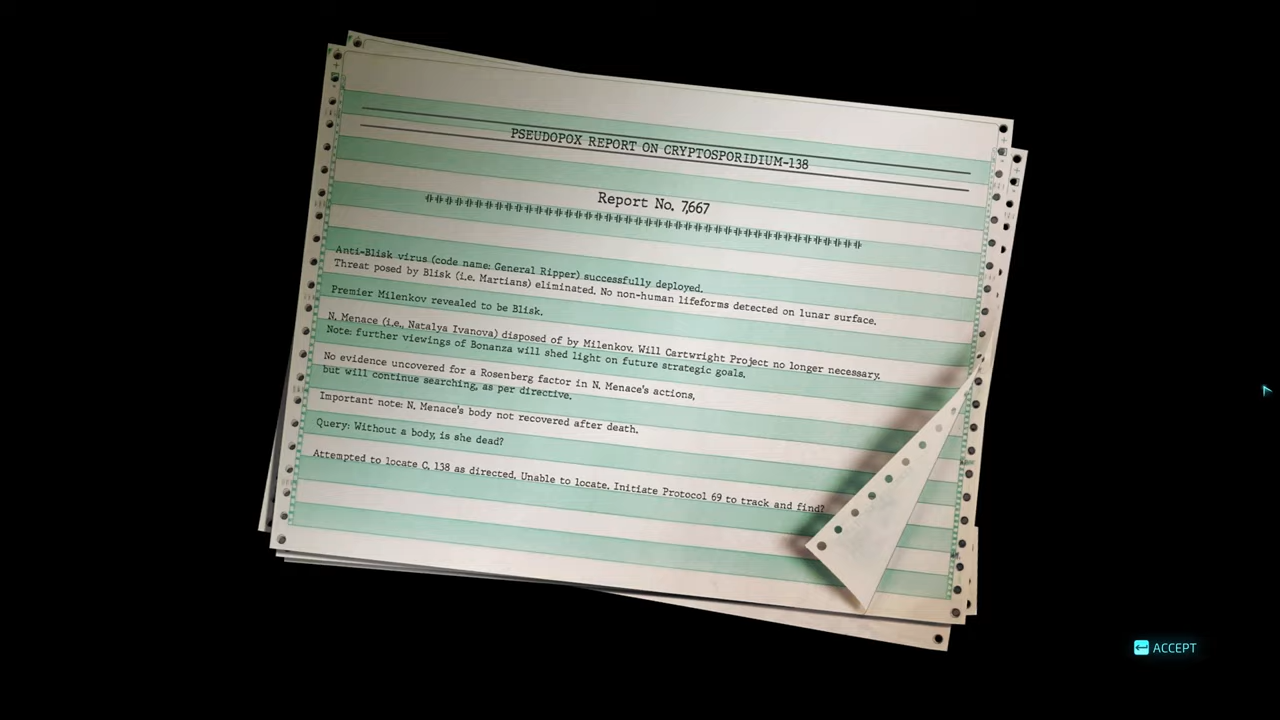 PSEUDOPOX REPORT ON CRYPTOSPORIDIUM-138
Report No. 7,667
Anti-Blisk virus (code name: General Ripper) successfully deployed.
Threat posed by Blisk (i.e. Martians) eliminated. No non-human lifeforms detected on lunar surface.
Premier Milenkov revealed to be Blisk.
N. Menace (i.e., Natalya Ivanova) disposed of by Milenkov. Will Cartwright Project no longer necessary.
Note: further viewings of Bonanza will shed light on future strategic goals.
No evidence uncovered for a Rosenberg factor in N. Menace's actions,
but will continue searching, as per directive.
Important note: N. Menace's body not recovered after death.
Query: Without a body, is she dead?
Attempted to locate C. 138 as directed. Unable to locate. Initiate Protocol 69 to track and find?
ACCEPT